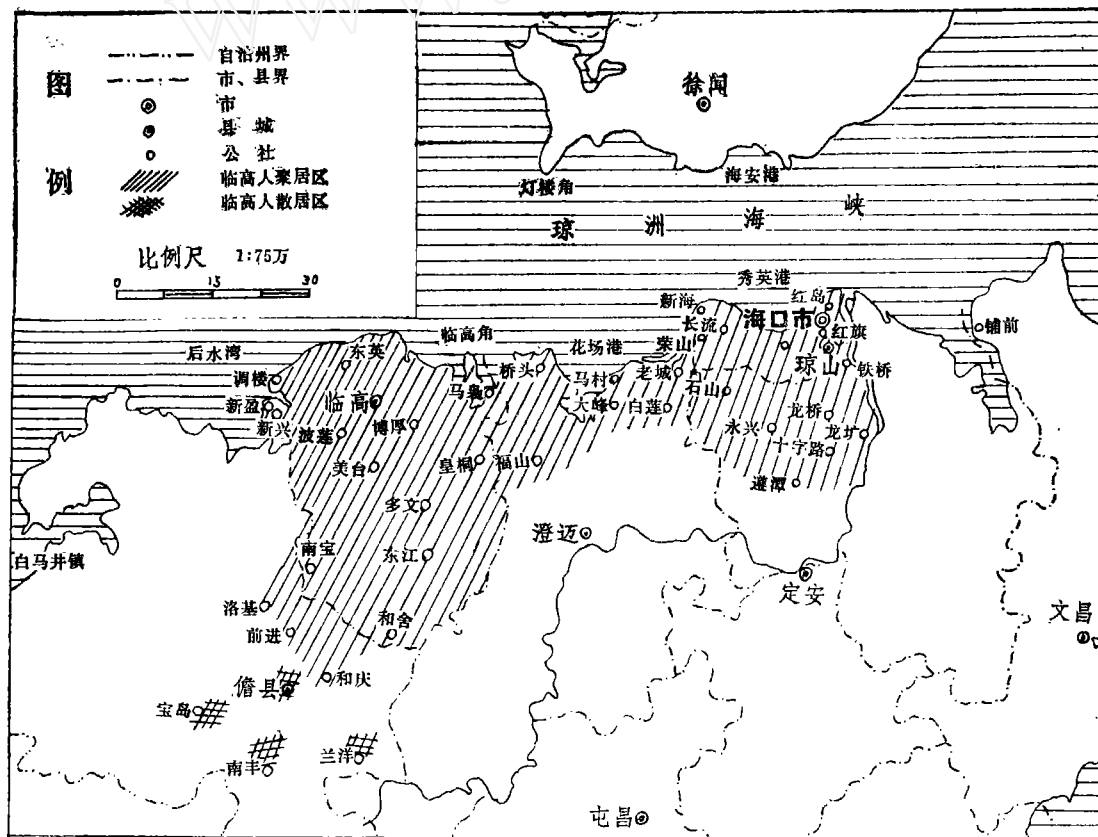 图
例
自治州界
市、县界
市
县城
公社
临高人聚居区
临高人散居区
比例尺 1:75万
0 15 30
徐闻
灯楼角
海安港
琼洲海峡
秀英港
新海
红岛
海口市
长流
荣山
红旗
琼山
铁桥
铺前
临高角
花场港
后水湾
东英
桥头
马村
老城
石山
调楼
马袅
新盈
临高
大峰
白莲
龙桥
新兴
波莲
博厚
永兴
龙圹
十字路
美台
皇桐
福山
遵潭
多文
澄迈
白马井镇
南宝
东江
定安
洛基
文昌
前进
和舍
儋县
和庆
宝岛
南丰
兰洋
屯昌